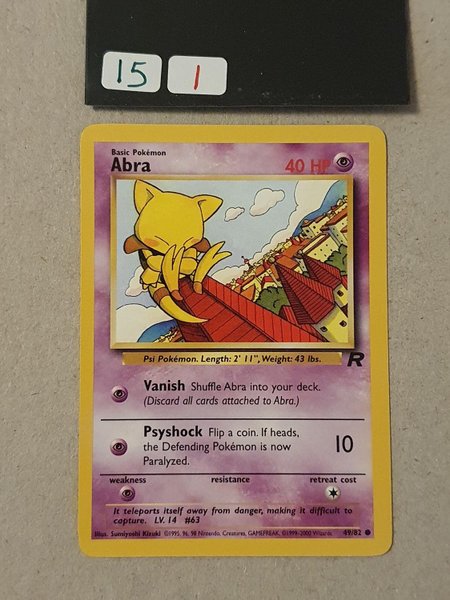 15 1
Basic Pokémon
Abra 40 HP
Psi Pokémon. Length: 2' 11", Weight: 43 lbs.
R
Vanish Shuffle Abra into your deck.
(Discard all cards attached to Abra.)
Psyshock Flip a coin. If heads,
the Defending Pokémon is now
Paralyzed.
10
weakness resistance retreat cost
It teleports itself away from danger, making it difficult to
capture. LV. 14 #63
Illus. Sumiyoshi Kizuki ©1995, 96, 98 Nintendo, Creatures, GAMEFREAK. ©1999-2000 Wizards. 49/82